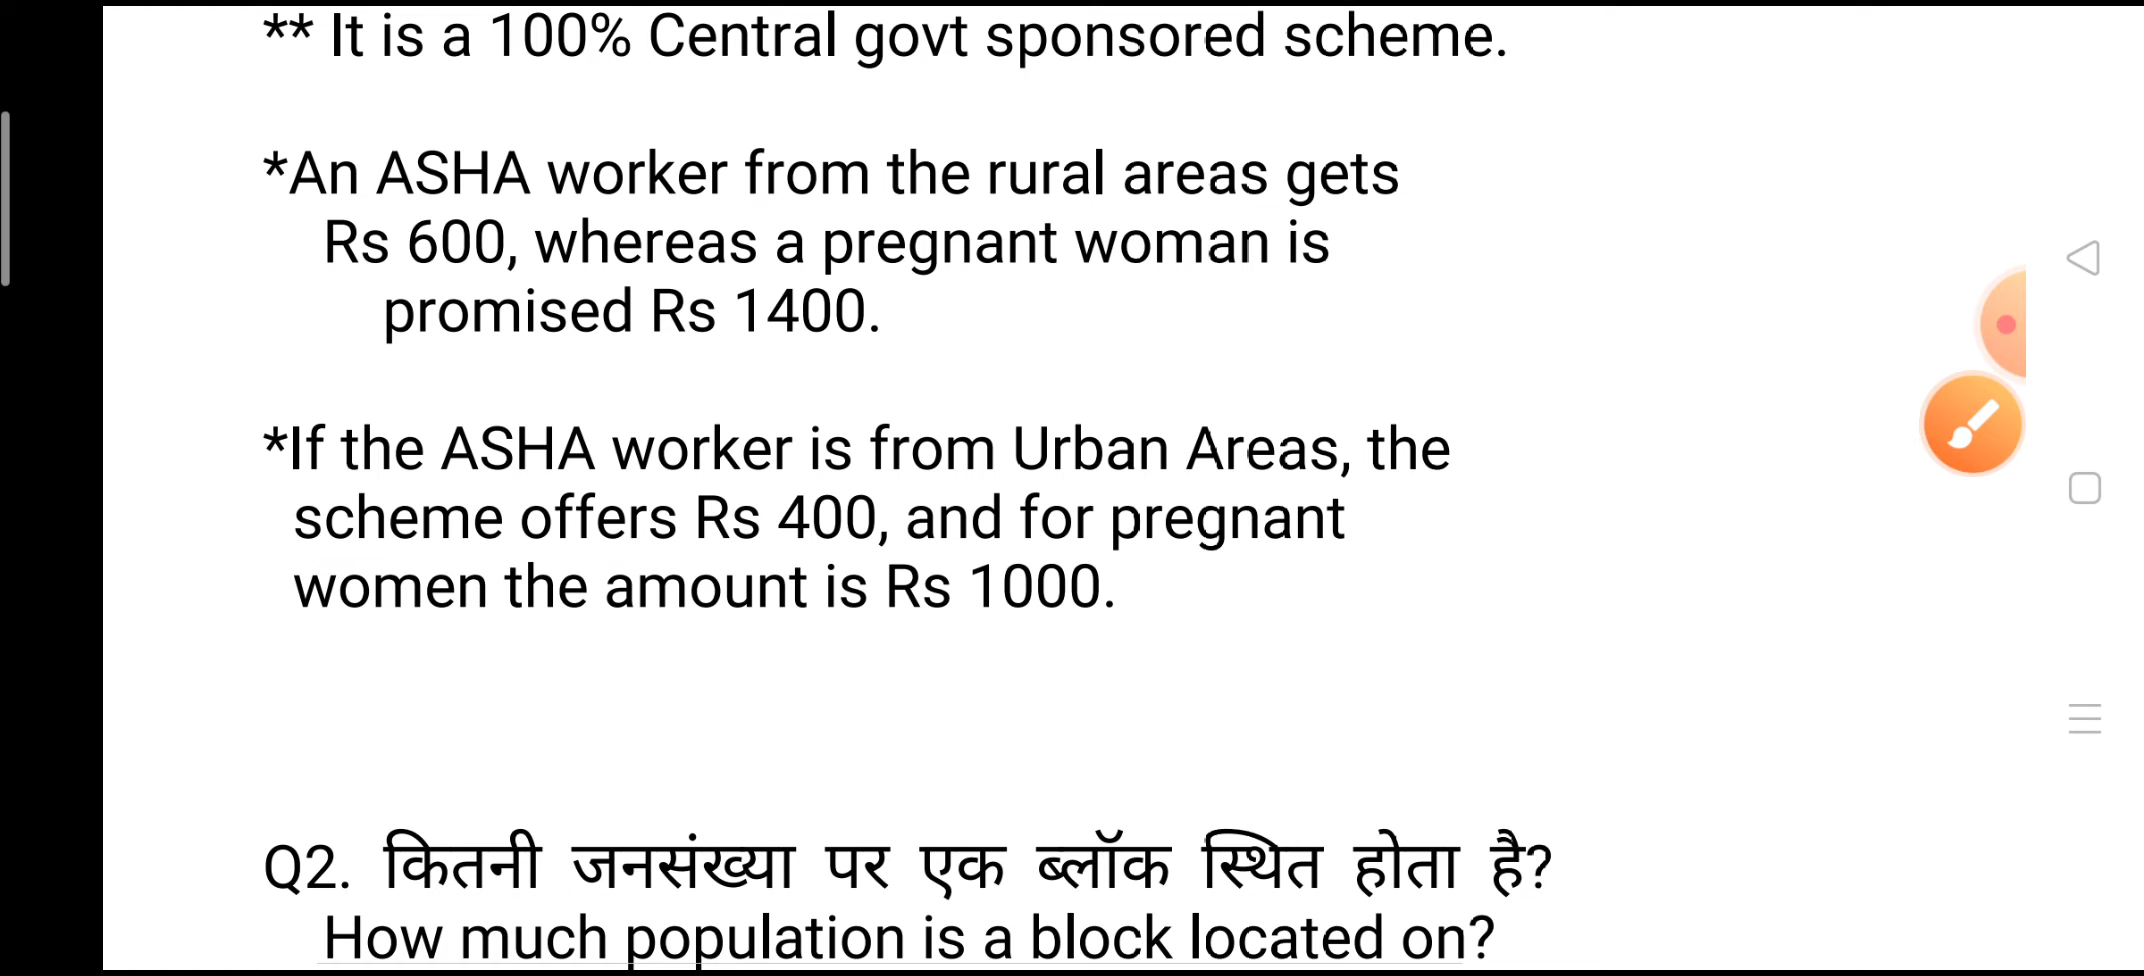 ** It is a 100% Central govt sponsored scheme.
*An ASHA worker from the rural areas gets
Rs 600, whereas a pregnant woman is
promised Rs 1400.
*If the ASHA worker is from Urban Areas, the
scheme offers Rs 400, and for pregnant
women the amount is Rs 1000.
Q2. कितनी जनसंख्या पर एक ब्लॉक स्थित होता है?
How much population is a block located on?